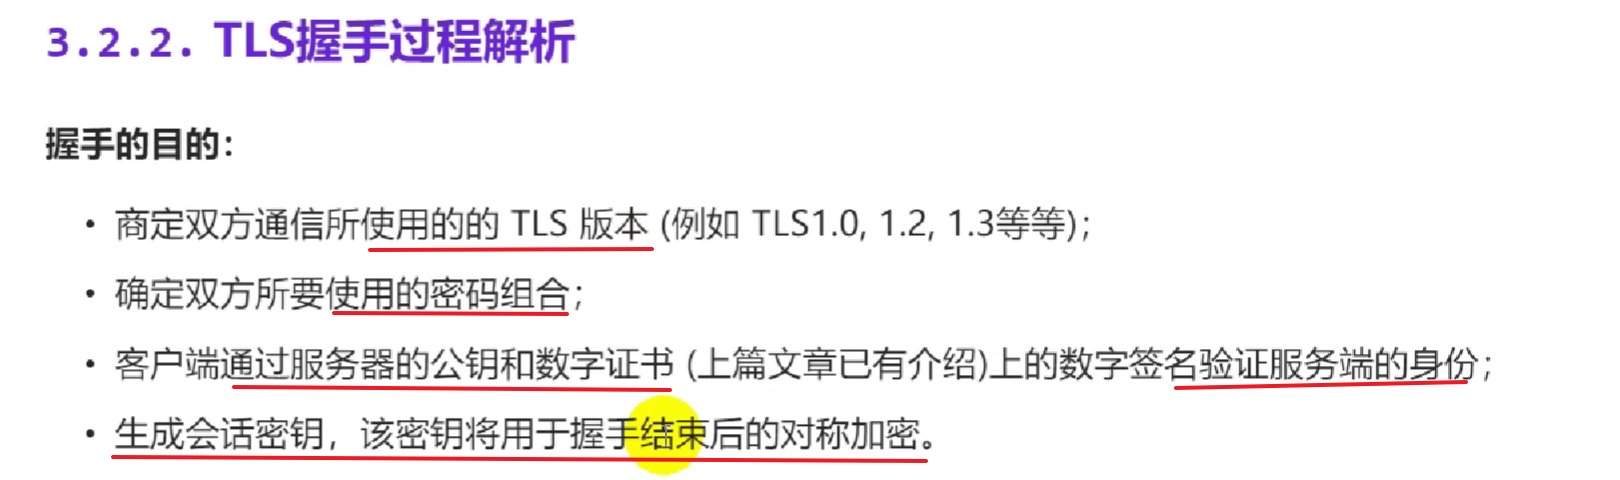 3.2.2. TLS握手过程解析
握手的目的：
• 商定双方通信所使用的的 TLS 版本 (例如 TLS1.0, 1.2, 1.3等等)；
• 确定双方所要使用的密码组合；
• 客户端通过服务器的公钥和数字证书 (上篇文章已有介绍)上的数字签名验证服务端的身份；
• 生成会话密钥，该密钥将用于握手结束后的对称加密。